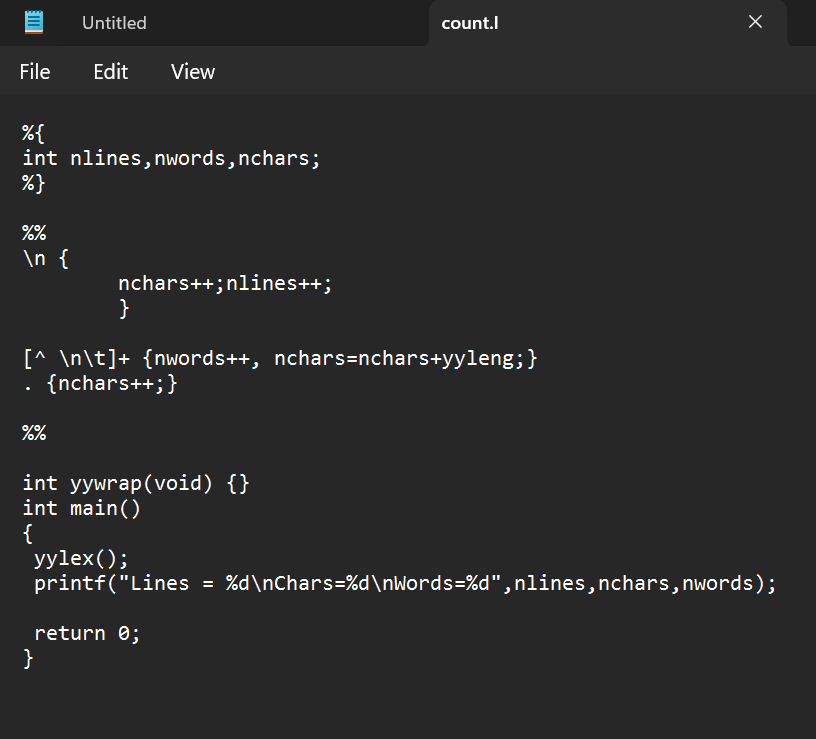 Untitled
count.l
File Edit View
%{
int nlines,nwords,nchars;
%}
%%
\n {
nchars++;nlines++;
}
[^ \n\t]+ {nwords++, nchars=nchars+yyleng;}
. {nchars++;}
%%
int yywrap(void) {}
int main()
{
yylex();
printf("Lines = %d\nChars=%d\nWords=%d",nlines,nchars,nwords);
return 0;
}